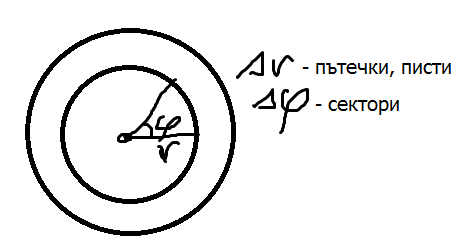 Δr - пътечки, писти
Δφ - сектори
φ
r